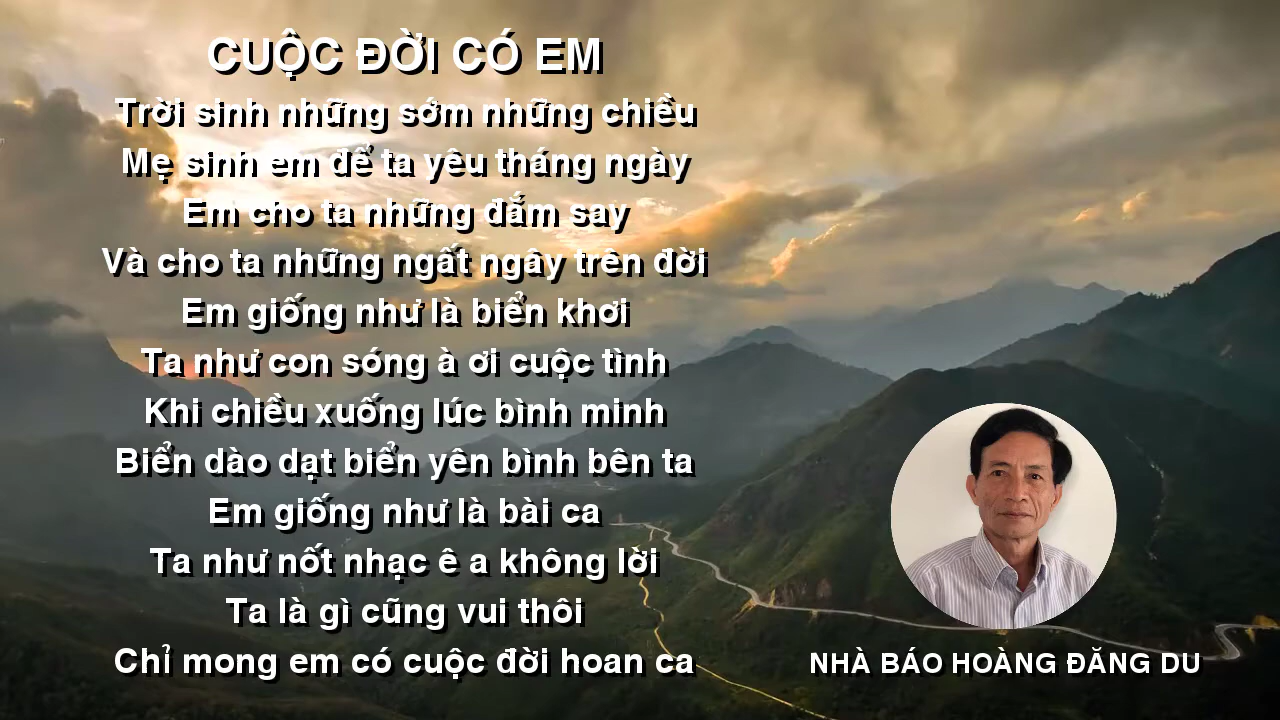 CUỘC ĐỜI CÓ EM
Trời sinh những sớm những chiều
Mẹ sinh em để ta yêu tháng ngày
Em cho ta những đắm say
Và cho ta những ngất ngây trên đời
Em giống như là biển khơi
Ta như con sóng à ơi cuộc tình
Khi chiều xuống lúc bình minh
Biển dào dạt biển yên bình bên ta
Em giống như là bài ca
Ta như nốt nhạc ê a không lời
Ta là gì cũng vui thôi
Chỉ mong em có cuộc đời hoan ca
NHÀ BÁO HOÀNG ĐĂNG DU